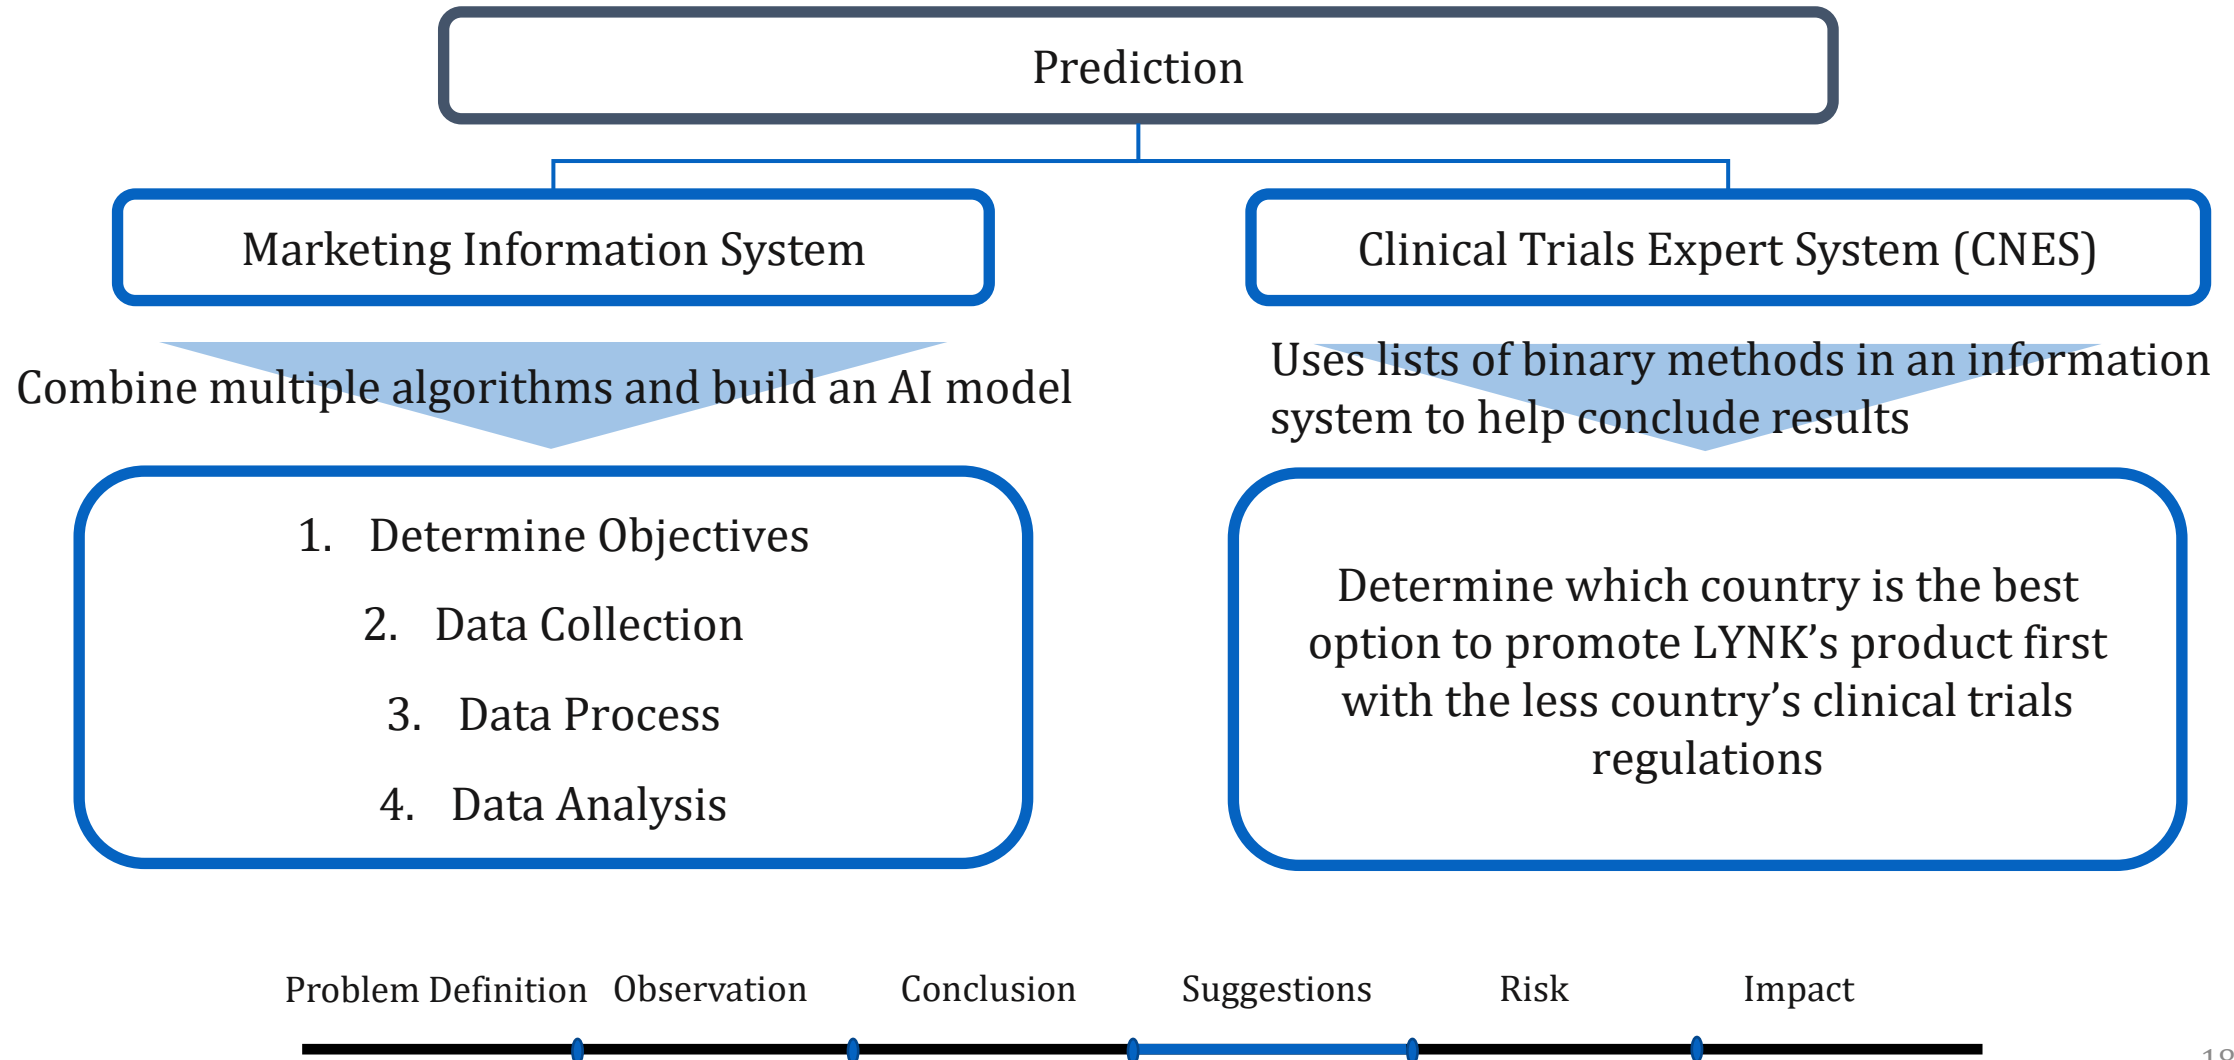 Prediction
Marketing Information System
Clinical Trials Expert System (CNES)
Combine multiple algorithms and build an AI model
Uses lists of binary methods in an information
system to help conclude results
1. Determine Objectives
2. Data Collection
3. Data Process
4. Data Analysis
Determine which country is the best
option to promote LYNK’s product first
with the less country’s clinical trials
regulations
Problem Definition
Observation
Conclusion
Suggestions
Risk
Impact
18